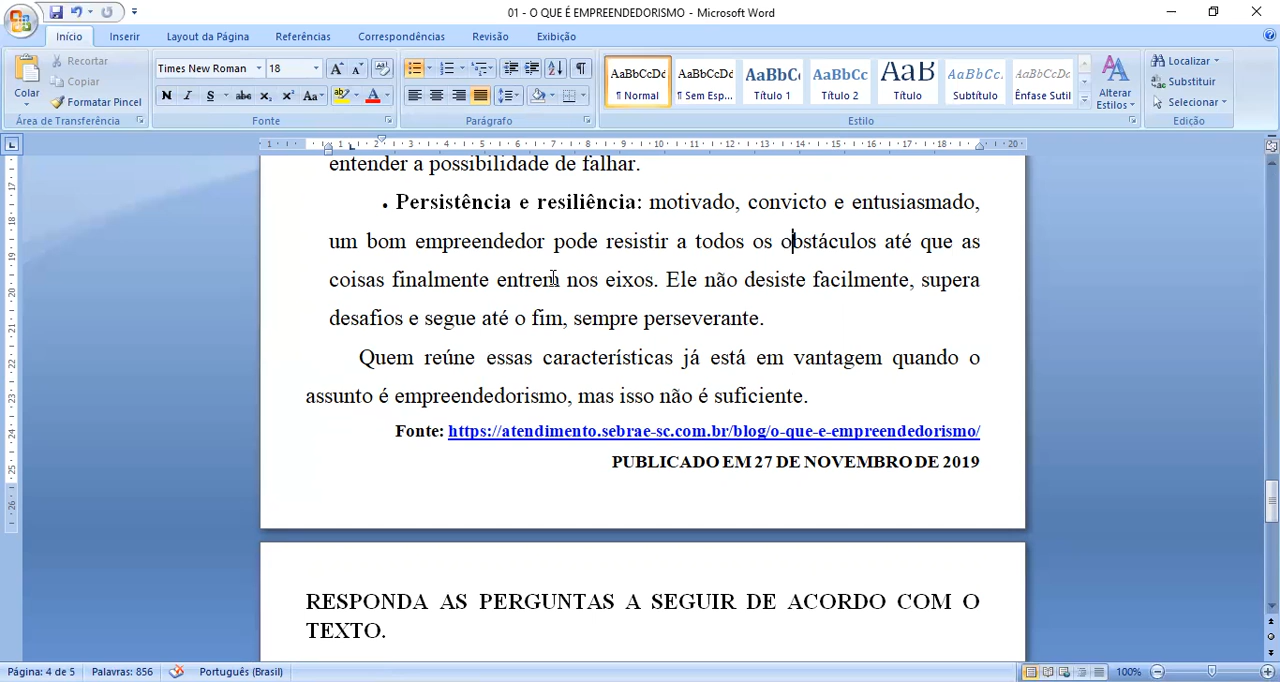 01 - O QUE É EMPREENDEDORISMO - Microsoft Word
Início Inserir Layout da Página Referências Correspondências Revisão Exibição
Colar
Recortar
Copiar
Formatar Pincel
Área de Transferência
Times New Roman 18
N I S abc x₂ x² Aa
Fonte
Parágrafo
AaBbCcDc AaBbCcDc AaBbC AaBbCc AaB AaBbCc. AaBbCcDc
¶ Normal ¶ Sem Esp... Título 1 Título 2 Título Subtítulo Ênfase Sutil
Alterar Estilos
Estilo
Localizar
Substituir
Selecionar
Edição
entender a possibilidade de falhar.
• Persistência e resiliência: motivado, convicto e entusiasmado,
um bom empreendedor pode resistir a todos os obstáculos até que as
coisas finalmente entrem nos eixos. Ele não desiste facilmente, supera
desafios e segue até o fim, sempre perseverante.
Quem reúne essas características já está em vantagem quando o
assunto é empreendedorismo, mas isso não é suficiente.
Fonte: https://atendimento.sebrae-sc.com.br/blog/o-que-e-empreendedorismo/
PUBLICADO EM 27 DE NOVEMBRO DE 2019
RESPONDA AS PERGUNTAS A SEGUIR DE ACORDO COM O
TEXTO.
Página: 4 de 5 Palavras: 856 Português (Brasil) 100%